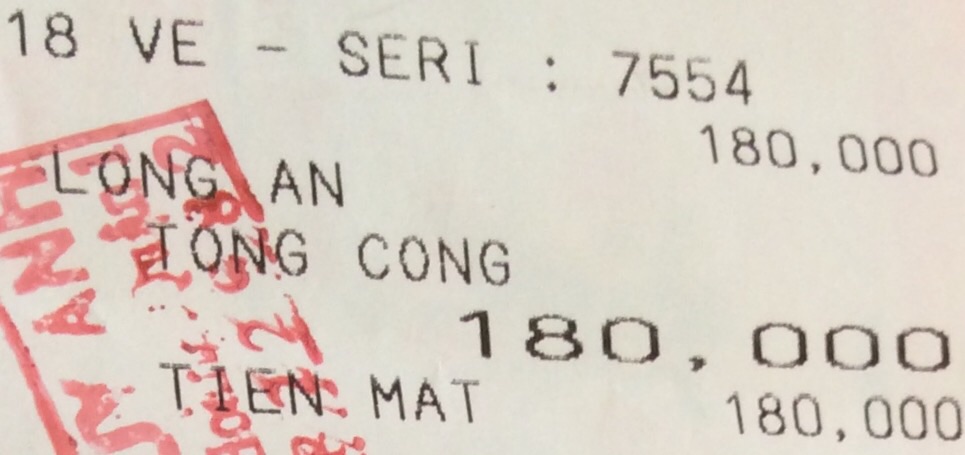 18 VE - SERI : 7554
180,000
LONG AN
TONG CONG
180,000
TIEN MAT
180,000